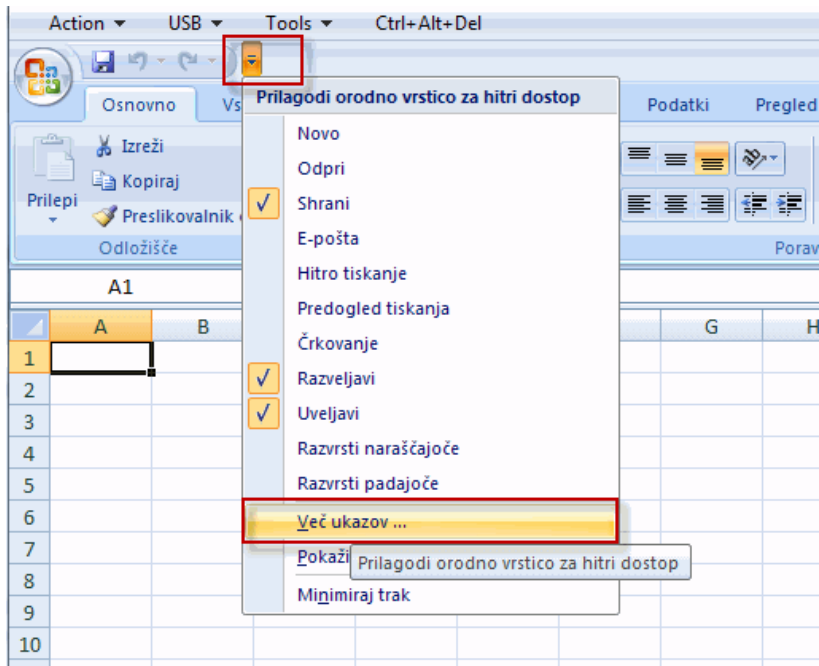 Action USB Tools Ctrl+Alt+Del
Prilagodi orodno vrstico za hitri dostop
Osnovno Vs Podatki Pregled
Prilepi
Izreži
Kopiraj
Preslikovalnik
Odložišče
Porav
Novo
Odpri
Shrani
E-pošta
Hitro tiskanje
Predogled tiskanja
Črkovanje
Razveljavi
Uveljavi
Razvrsti naraščajoče
Razvrsti padajoče
Več ukazov ...
Pokaži
Prilagodi orodno vrstico za hitri dostop
Minimiraj trak
A1
A B G H
1
2
3
4
5
6
7
8
9
10